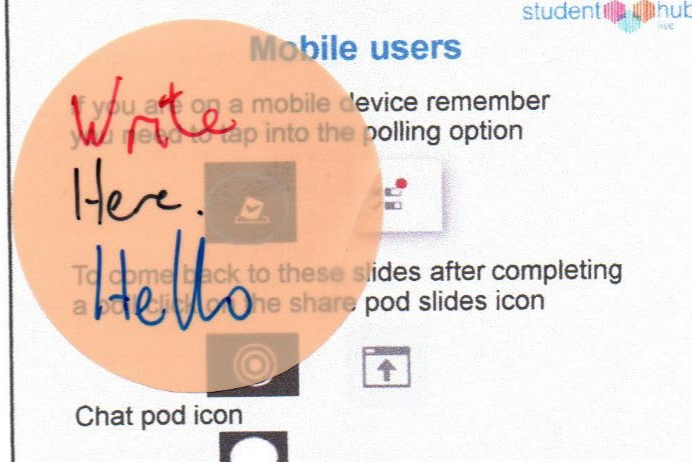 student hub
live
Mobile users
If you are on a mobile device remember
you need to tap into the polling option
Write
Here.
To come back to these slides after completing
a poll click on the share pod slides icon
Hello
Chat pod icon